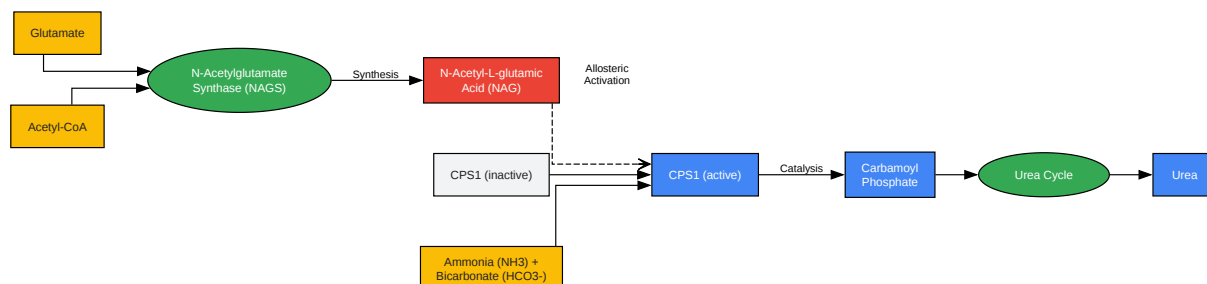 Glutamate
Acetyl-CoA
N-Acetylglutamate
Synthase (NAGS)
Synthesis
N-Acetyl-L-glutamic
Acid (NAG)
Allosteric
Activation
CPS1 (inactive)
Ammonia (NH3) +
Bicarbonate (HCO3-)
CPS1 (active)
Catalysis
Carbamoyl
Phosphate
Urea Cycle
Urea